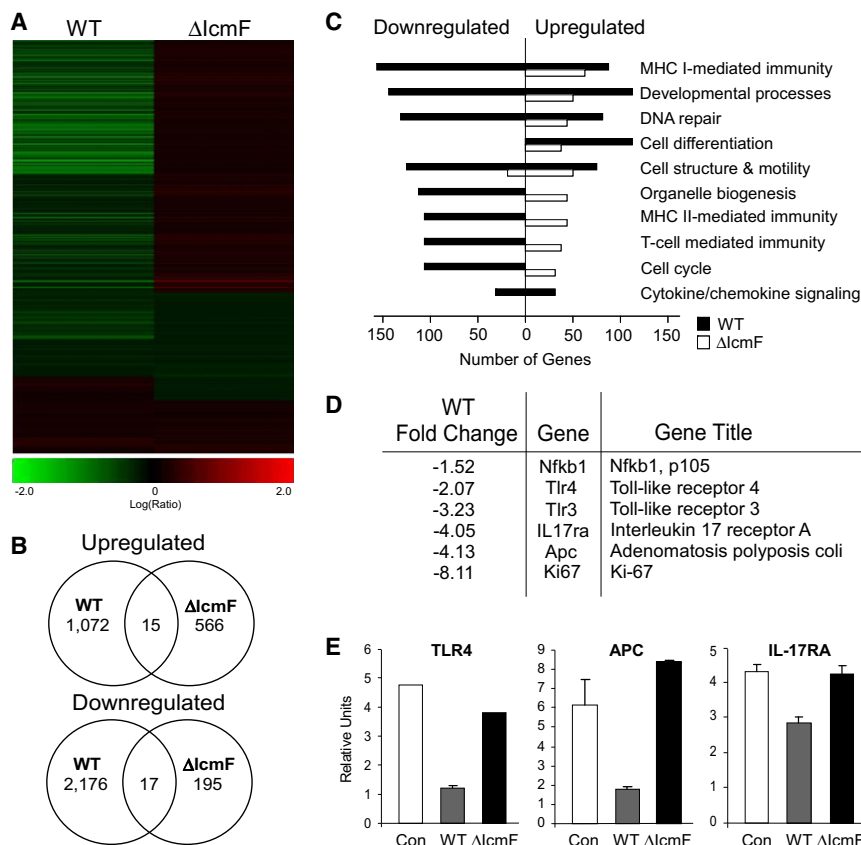 A
WT ΔIcmF
-2.0 0 2.0
Log(Ratio)
B
Upregulated
WT ΔIcmF
1,072 15 566
Downregulated
WT ΔIcmF
2,176 17 195
C
Downregulated Upregulated
MHC I-mediated immunity
Developmental processes
DNA repair
Cell differentiation
Cell structure & motility
Organelle biogenesis
MHC II-mediated immunity
T-cell mediated immunity
Cell cycle
Cytokine/chemokine signaling
150 100 50 0 50 100 150
Number of Genes
WT
ΔIcmF
D
WT
Fold Change Gene Gene Title
-1.52 Nfkb1 Nfkb1, p105
-2.07 Tlr4 Toll-like receptor 4
-3.23 Tlr3 Toll-like receptor 3
-4.05 IL17ra Interleukin 17 receptor A
-4.13 Apc Adenomatosis polyposis coli
-8.11 Ki67 Ki-67
E
Relative Units
TLR4
6
5
4
3
2
1
0
Con WT ΔIcmF
APC
9
8
7
6
5
4
3
2
1
0
Con WT ΔIcmF
IL-17RA
5
4
3
2
1
0
Con WT ΔIcmF